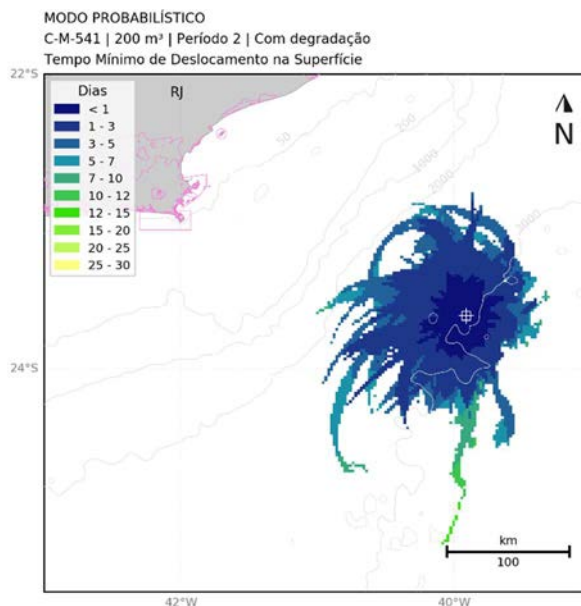 MODO PROBABILÍSTICO
C-M-541 | 200 m³ | Período 2 | Com degradação
Tempo Mínimo de Deslocamento na Superfície
22°S
Dias
< 1
1 - 3
3 - 5
5 - 7
7 - 10
10 - 12
12 - 15
15 - 20
20 - 25
25 - 30
RJ
N
50
200
1000
2000
3000
24°S
km
100
42°W
40°W